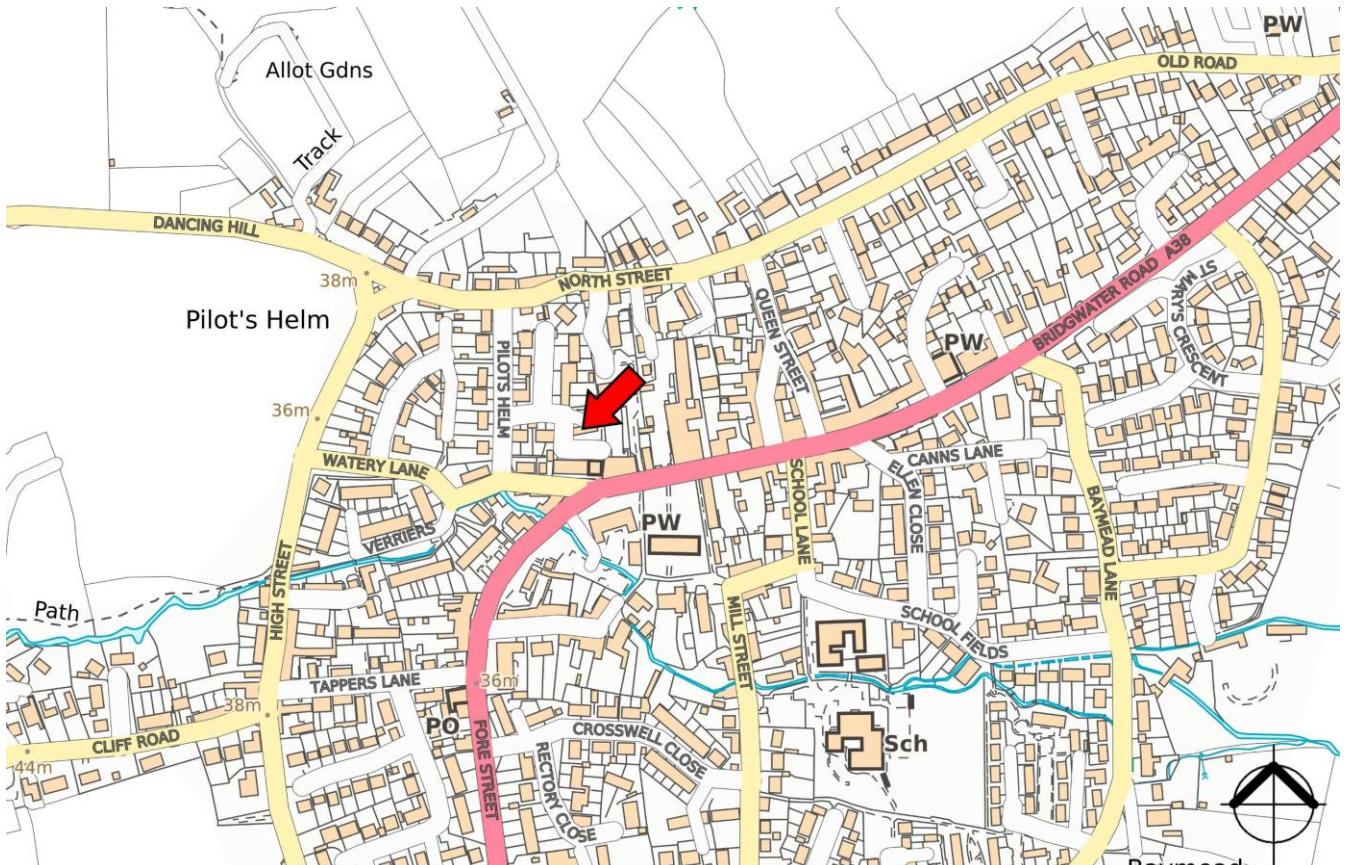 PW
OLD ROAD
Allot Gdns
Track
DANCING HILL
38m
NORTH STREET
Pilot's Helm
PILOTS HELM
QUEEN STREET
BRIDGWATER ROAD A38
ST MARY'S CRESCENT
PW
36m
WATERY LANE
CANNS LANE
ELLEN CLOSE
SCHOOL LANE
BAYMEAD LANE
VERRIERS
PW
HIGH STREET
Path
MILL STREET
SCHOOL FIELDS
TAPPERS LANE
36m
38m
PO
FORE STREET
CROSSWELL CLOSE
RECTORY CLOSE
Sch
CLIFF ROAD
44m